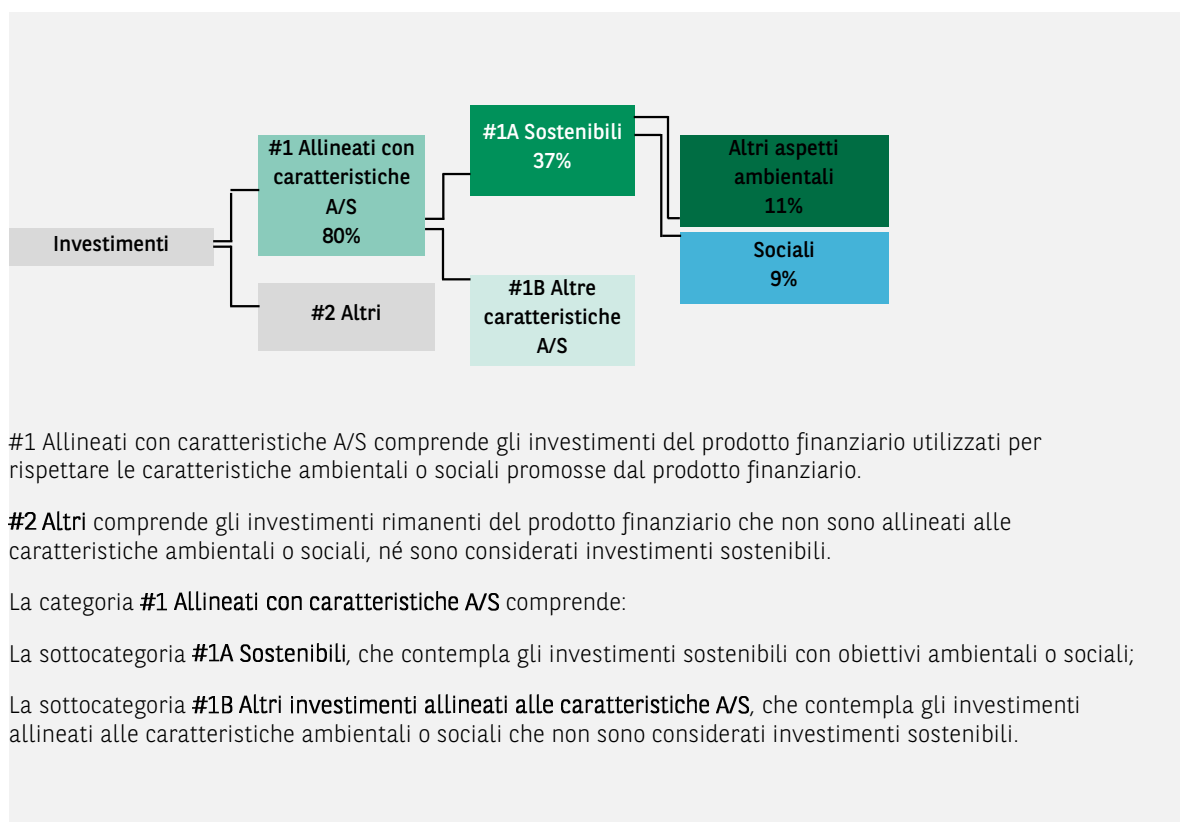 Investimenti
#1 Allineati con
caratteristiche
A/S
80%
#2 Altri
#1A Sostenibili
37%
#1B Altre
caratteristiche
A/S
Altri aspetti
ambientali
11%
Sociali
9%
#1 Allineati con caratteristiche A/S comprende gli investimenti del prodotto finanziario utilizzati per
rispettare le caratteristiche ambientali o sociali promosse dal prodotto finanziario.
#2 Altri comprende gli investimenti rimanenti del prodotto finanziario che non sono allineati alle
caratteristiche ambientali o sociali, né sono considerati investimenti sostenibili.
La categoria #1 Allineati con caratteristiche A/S comprende:
La sottocategoria #1A Sostenibili, che contempla gli investimenti sostenibili con obiettivi ambientali o sociali;
La sottocategoria #1B Altri investimenti allineati alle caratteristiche A/S, che contempla gli investimenti
allineati alle caratteristiche ambientali o sociali che non sono considerati investimenti sostenibili.